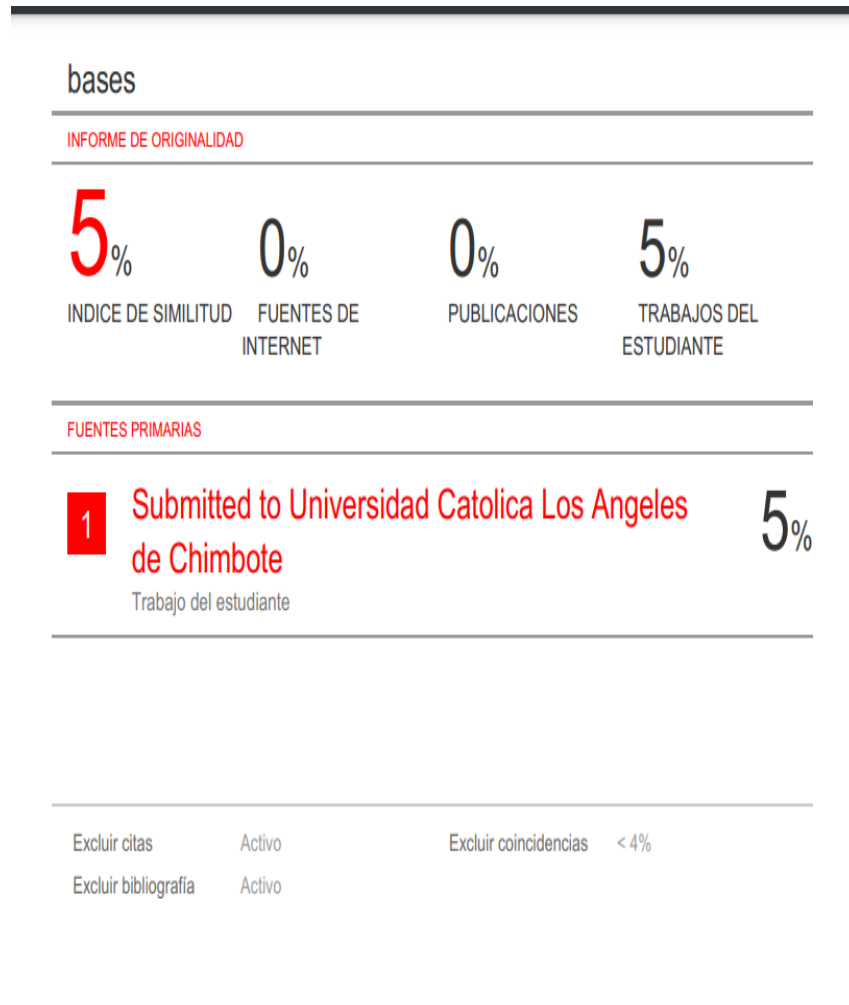 bases
INFORME DE ORIGINALIDAD
5% 0% 0% 5%
INDICE DE SIMILITUD FUENTES DE INTERNET PUBLICACIONES TRABAJOS DEL ESTUDIANTE
FUENTES PRIMARIAS
1 Submitted to Universidad Catolica Los Angeles 5%
de Chimbote
Trabajo del estudiante
Excluir citas Activo Excluir coincidencias < 4%
Excluir bibliografía Activo